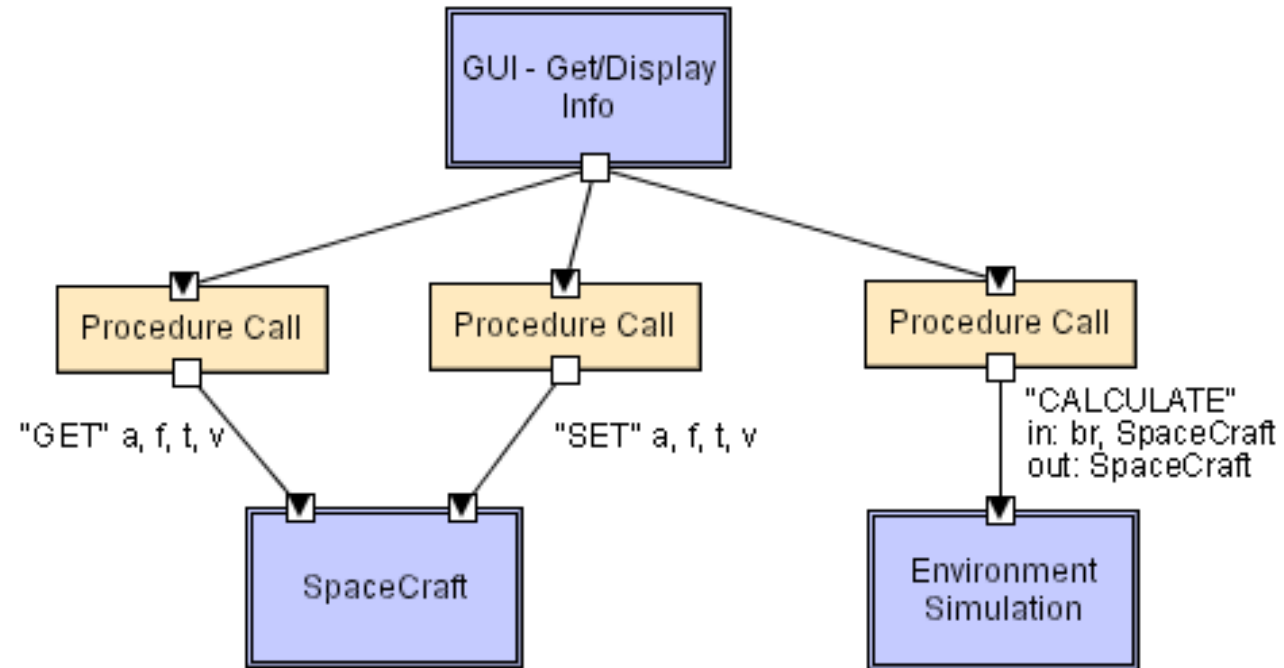 GUI - Get/Display
Info
Procedure Call
Procedure Call
Procedure Call
"GET" a, f, t, v
"SET" a, f, t, v
"CALCULATE"
in: br, SpaceCraft
out: SpaceCraft
SpaceCraft
Environment
Simulation